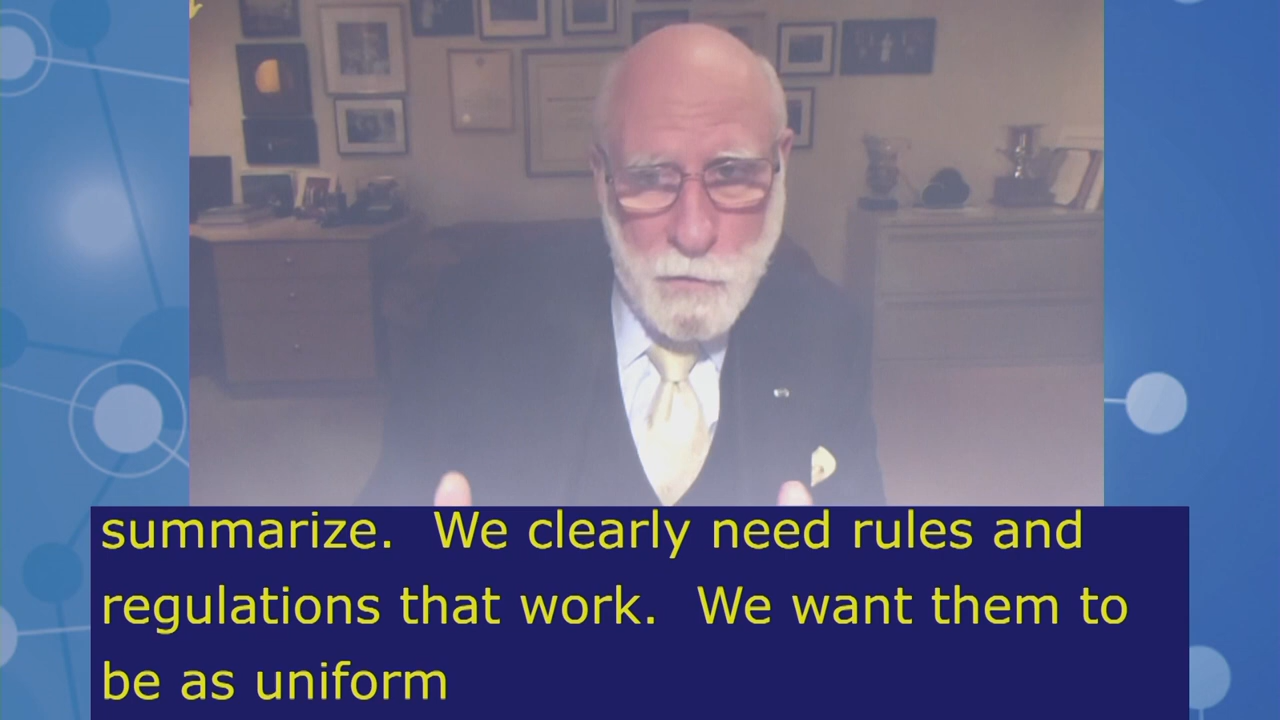 summarize.  We clearly need rules and
regulations that work.  We want them to
be as uniform